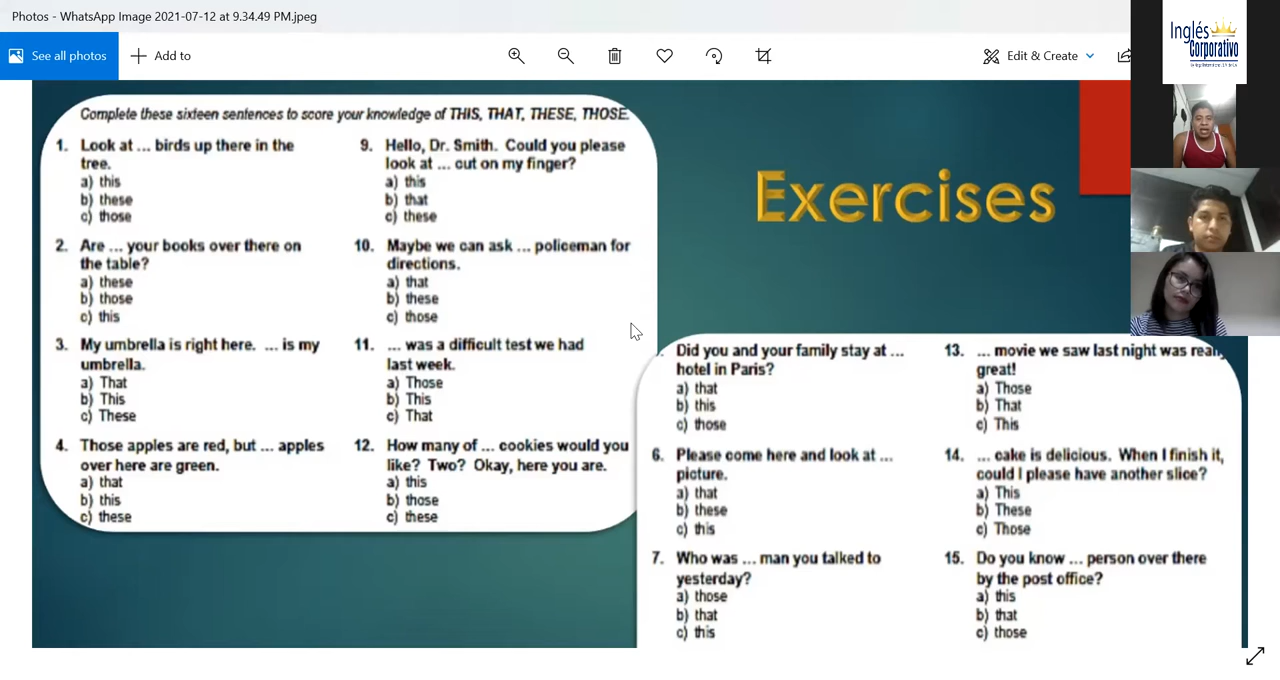 Photos - WhatsApp Image 2021-07-12 at 9.34.49 PM.jpeg
See all photos
Add to
Edit & Create
Inglés
Corporativo
Complete these sixteen sentences to score your knowledge of THIS, THAT, THESE, THOSE.
1. Look at ... birds up there in the
tree.
a) this
b) these
c) those
2. Are ... your books over there on
the table?
a) these
b) those
c) this
3. My umbrella is right here. ... is my
umbrella.
a) That
b) This
c) These
4. Those apples are red, but ... apples
over here are green.
a) that
b) this
c) these
9. Hello, Dr. Smith. Could you please
look at ... cut on my finger?
a) this
b) that
c) these
10. Maybe we can ask ... policeman for
directions.
a) that
b) these
c) those
11. ... was a difficult test we had
last week.
a) Those
b) This
c) That
12. How many of ... cookies would you
like? Two? Okay, here you are.
a) this
b) those
c) these
Exercises
Did you and your family stay at ...
hotel in Paris?
a) that
b) this
c) those
6. Please come here and look at ...
picture.
a) that
b) these
c) this
7. Who was ... man you talked to
yesterday?
a) those
b) that
c) this
13. ... movie we saw last night was really
great!
a) Those
b) That
c) This
14. ... cake is delicious. When I finish it,
could I please have another slice?
a) This
b) These
c) Those
15. Do you know ... person over there
by the post office?
a) this
b) that
c) those